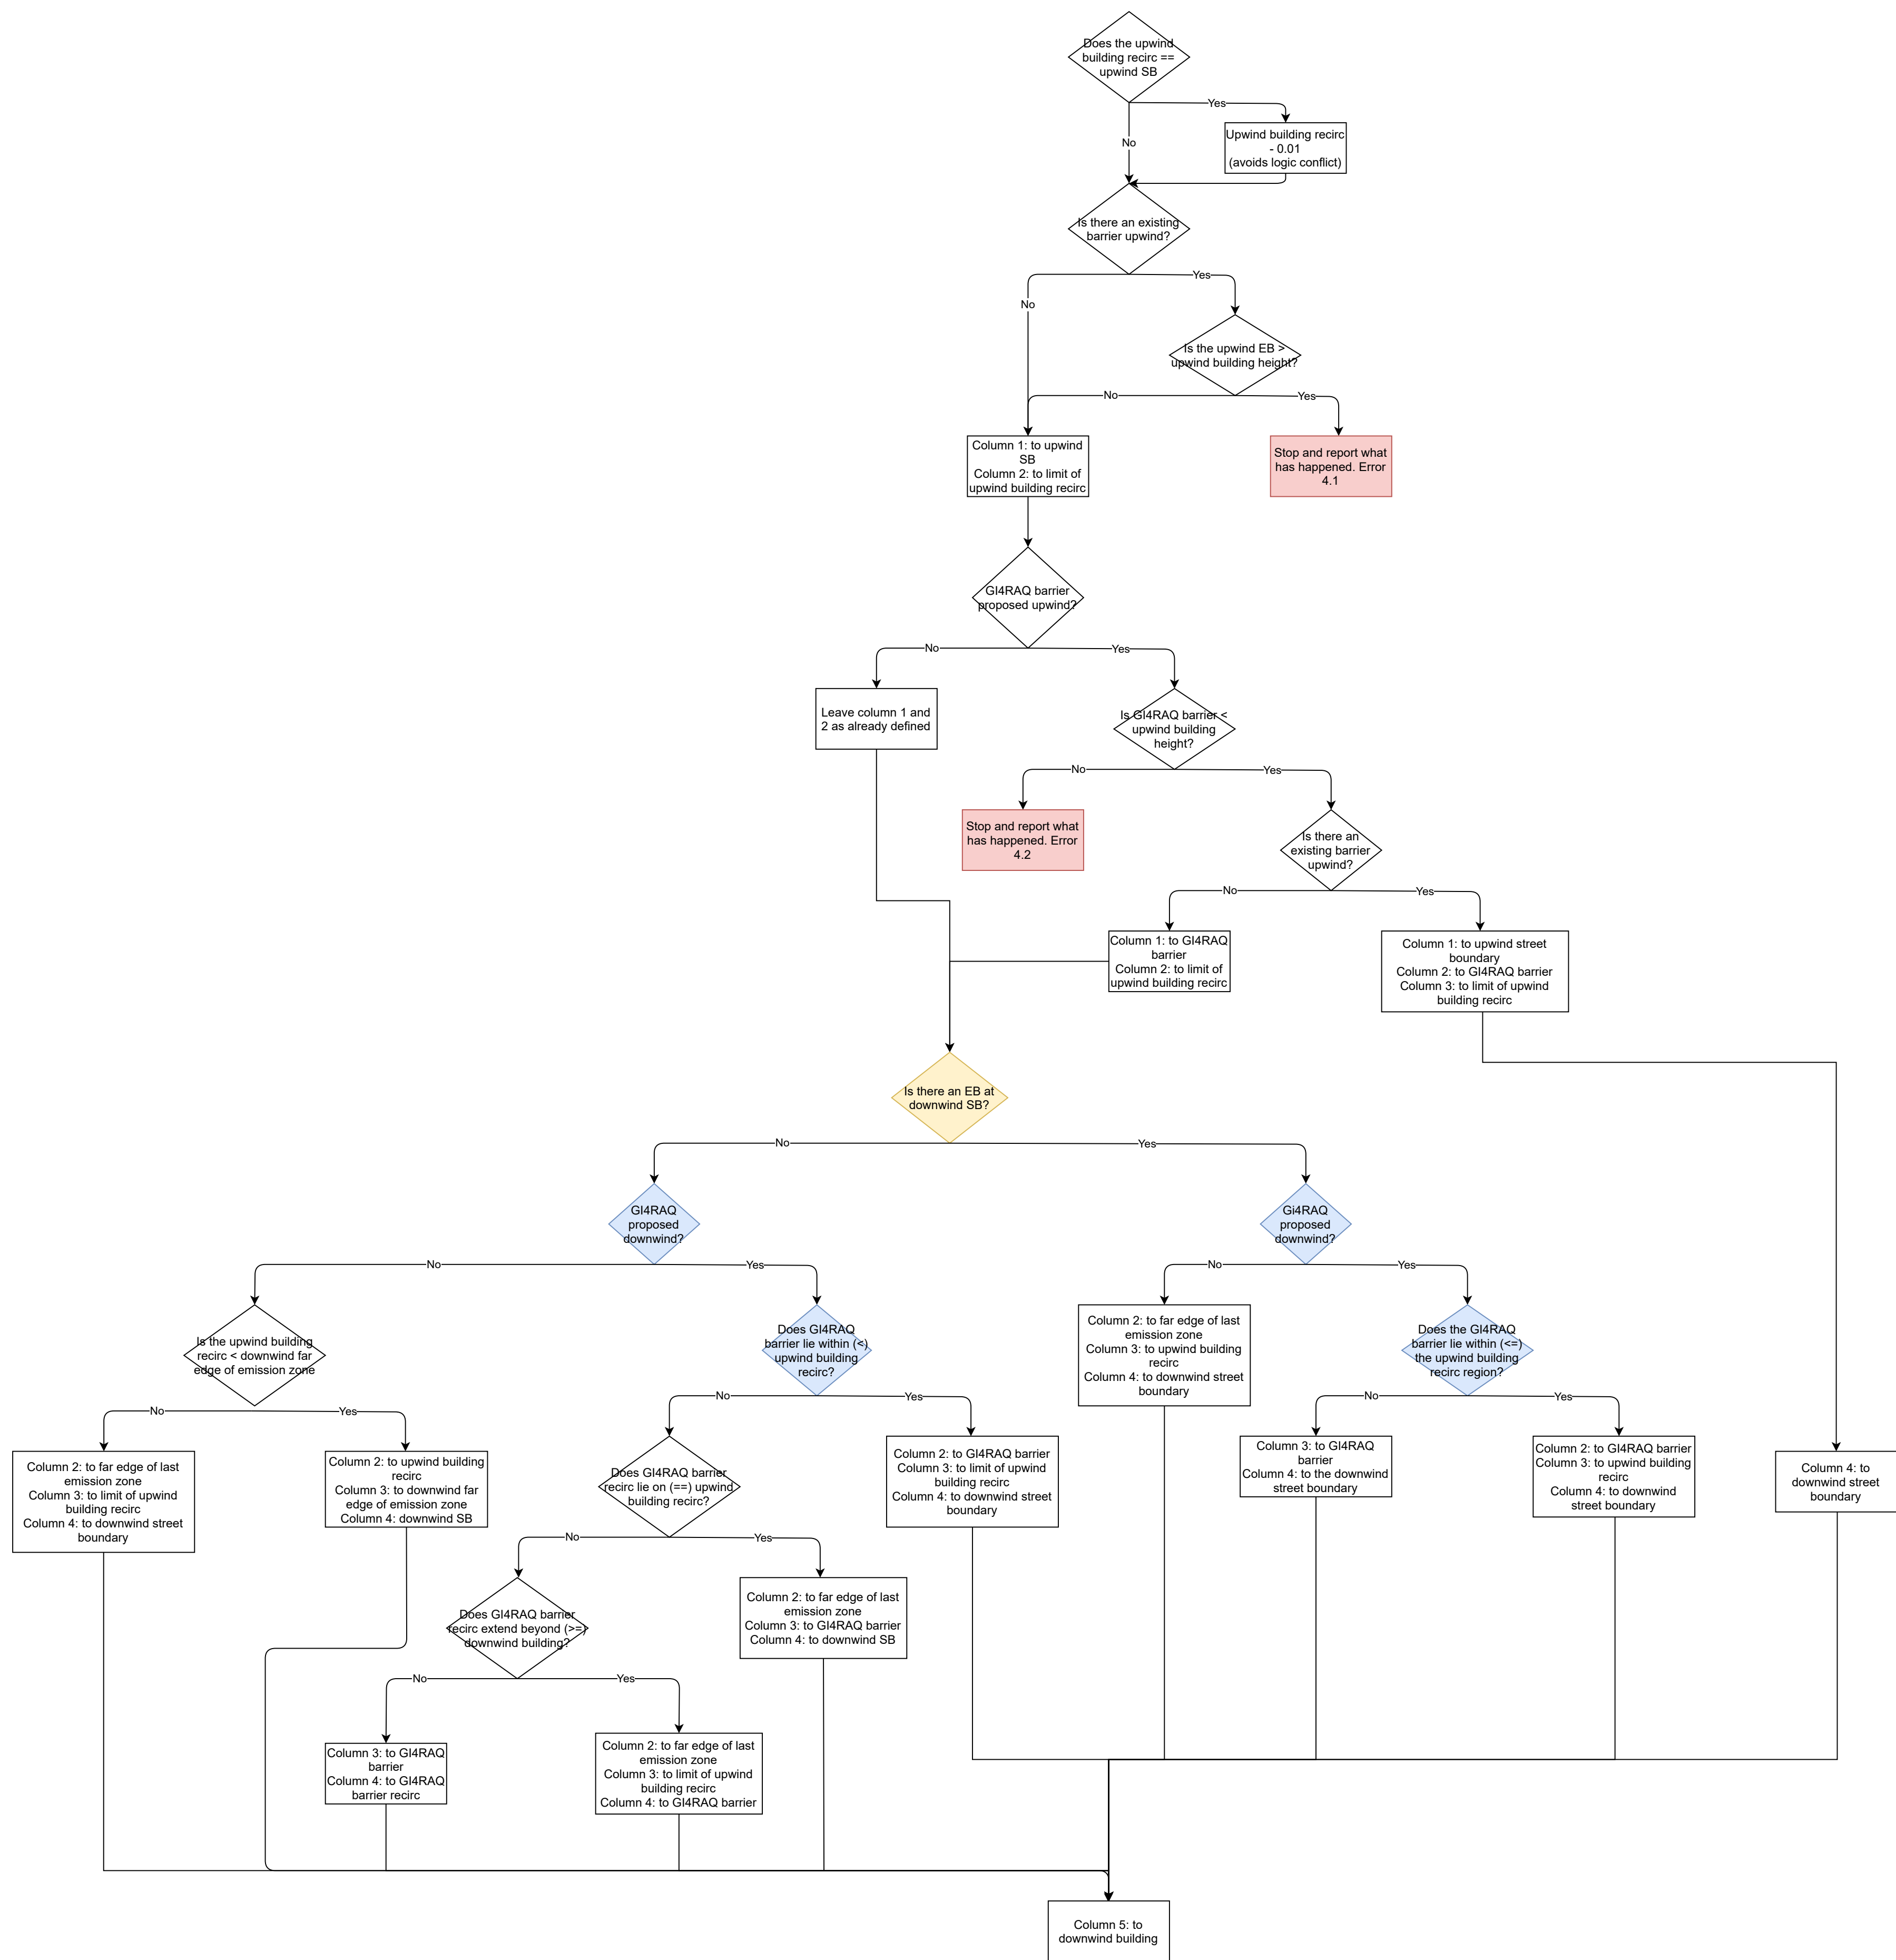 Does the upwind
building recirc ==
upwind SB
Yes
No
Upwind building recirc
- 0.01
(avoids logic conflict)
Is there an existing
barrier upwind?
Yes
No
Is the upwind EB >
upwind building height?
No
Yes
Column 1: to upwind
SB
Column 2: to limit of
upwind building recirc
Stop and report what
has happened. Error
4.1
GI4RAQ barrier
proposed upwind?
No
Yes
Leave column 1 and
2 as already defined
Is GI4RAQ barrier <
upwind building
height?
No
Yes
Stop and report what
has happened. Error
4.2
Is there an
existing barrier
upwind?
No
Yes
Column 1: to GI4RAQ
barrier
Column 2: to limit of
upwind building recirc
Column 1: to upwind street
boundary
Column 2: to GI4RAQ barrier
Column 3: to limit of upwind
building recirc
Is there an EB at
downwind SB?
No
Yes
GI4RAQ
proposed
downwind?
Gi4RAQ
proposed
downwind?
No
Yes
No
Yes
Is the upwind building
recirc < downwind far
edge of emission zone
Does GI4RAQ
barrier lie within (<)
upwind building
recirc?
Column 2: to far edge of last
emission zone
Column 3: to upwind building
recirc
Column 4: to downwind street
boundary
Does the GI4RAQ
barrier lie within (<=)
the upwind building
recirc region?
No
Yes
No
Yes
No
Yes
Column 2: to far edge of last
emission zone
Column 3: to limit of upwind
building recirc
Column 4: to downwind street
boundary
Column 2: to upwind building
recirc
Column 3: to downwind far
edge of emission zone
Column 4: downwind SB
Does GI4RAQ barrier
recirc lie on (==) upwind
building recirc?
Column 2: to GI4RAQ barrier
Column 3: to limit of upwind
building recirc
Column 4: to downwind street
boundary
Column 3: to GI4RAQ
barrier
Column 4: to the downwind
street boundary
Column 2: to GI4RAQ barrier
Column 3: to upwind building
recirc
Column 4: to downwind
street boundary
Column 4: to
downwind street
boundary
No
Yes
Does GI4RAQ barrier
recirc extend beyond (>=)
downwind building?
Column 2: to far edge of last
emission zone
Column 3: to GI4RAQ barrier
Column 4: to downwind SB
No
Yes
Column 3: to GI4RAQ
barrier
Column 4: to GI4RAQ
barrier recirc
Column 2: to far edge of last
emission zone
Column 3: to limit of upwind
building recirc
Column 4: to GI4RAQ barrier
Column 5: to
downwind building